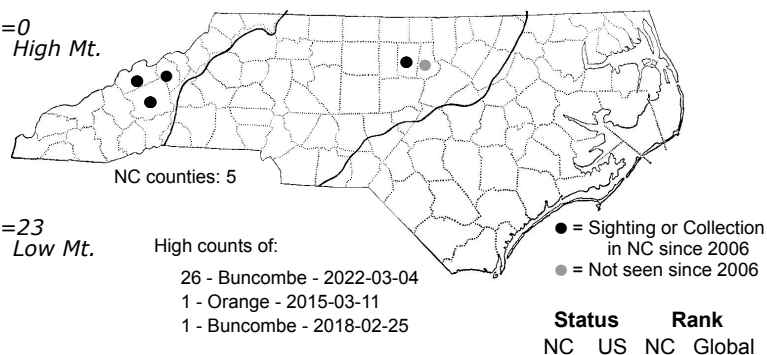 =0
High Mt.
NC counties: 5
=23
Low Mt.
High counts of:
26 - Buncombe - 2022-03-04
1 - Orange - 2015-03-11
1 - Buncombe - 2018-02-25
● = Sighting or Collection
in NC since 2006
● = Not seen since 2006
Status Rank
NC US NC Global